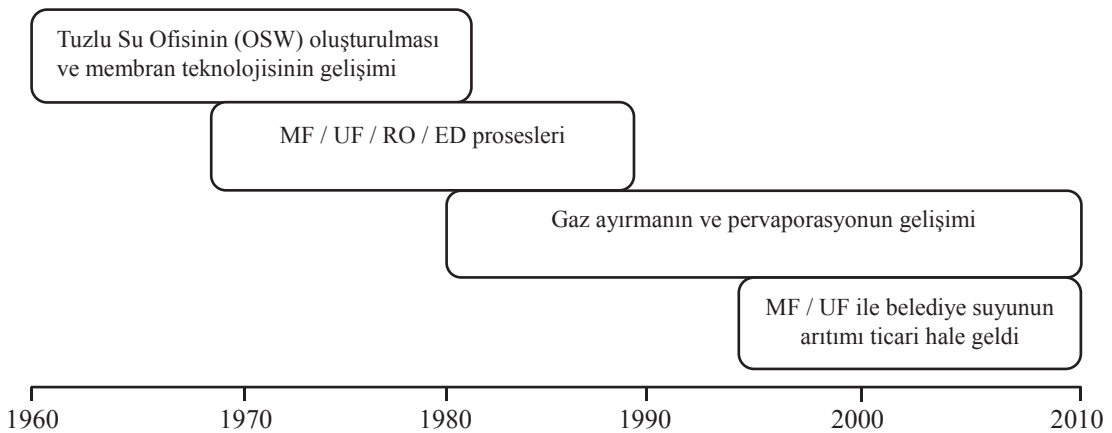 Tuzlu Su Ofisinin (OSW) oluşturulması
ve membran teknolojisinin gelişimi
MF / UF / RO / ED prosesleri
Gaz ayırmanın ve pervaporasyonun gelişimi
MF / UF ile belediye suyunun
arıtımı ticari hale geldi
1960 1970 1980 1990 2000 2010